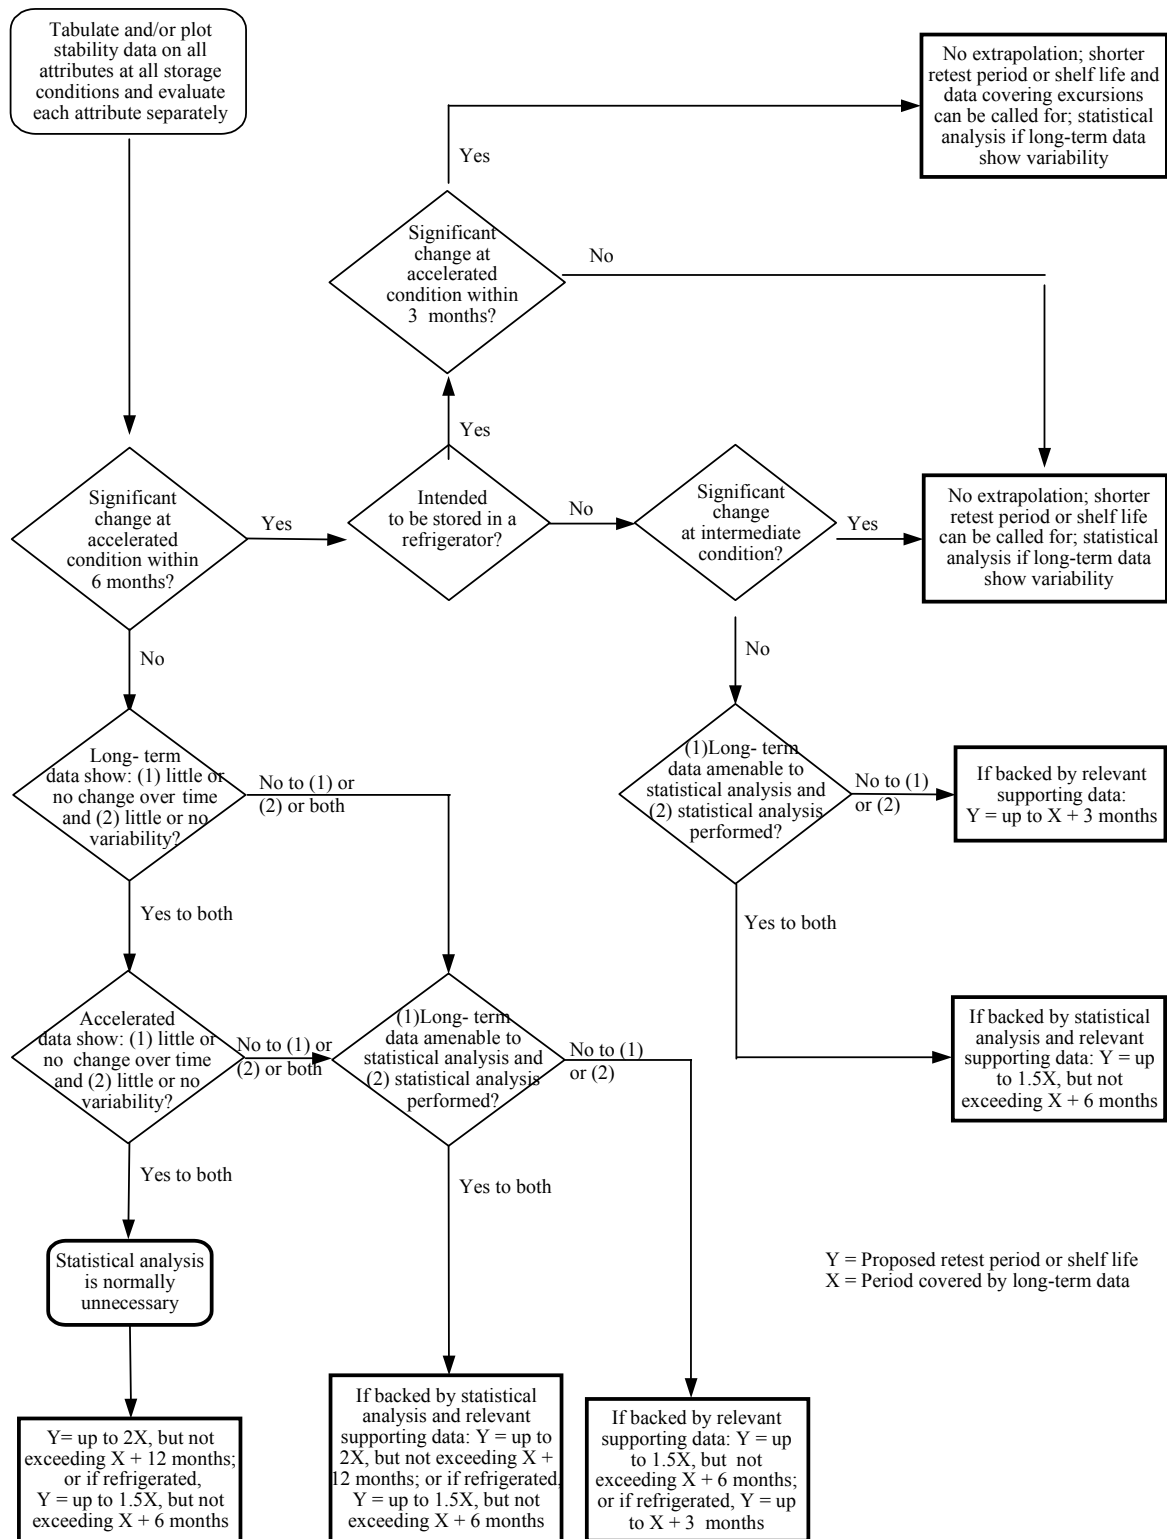 Tabulate and/or plot
stability data on all
attributes at all storage
conditions and evaluate
each attribute separately
No extrapolation; shorter
retest period or shelf life and
data covering excursions
can be called for; statistical
analysis if long-term data
show variability
Yes
Significant
change at
accelerated
condition within
3 months?
No
Yes
Significant
change at
accelerated
condition within
6 months?
Yes
Intended
to be stored in a
refrigerator?
No
Significant
change
at intermediate
condition?
Yes
No extrapolation; shorter
retest period or shelf life
can be called for; statistical
analysis if long-term data
show variability
No
No
Long- term
data show: (1) little or
no change over time
and (2) little or no
variability?
No to (1) or
(2) or both
(1)Long- term
data amenable to
statistical analysis and
(2) statistical analysis
performed?
No to (1)
or (2)
If backed by relevant
supporting data:
Y = up to X + 3 months
Yes to both
Yes to both
Accelerated
data show: (1) little or
no change over time
and (2) little or no
variability?
No to (1) or
(2) or both
(1)Long- term
data amenable to
statistical analysis and
(2) statistical analysis
performed?
No to (1)
or (2)
If backed by statistical
analysis and relevant
supporting data: Y = up
to 1.5X, but not
exceeding X + 6 months
Yes to both
Yes to both
Statistical analysis
is normally
unnecessary
Y = Proposed retest period or shelf life
X = Period covered by long-term data
Y= up to 2X, but not
exceeding X + 12 months;
or if refrigerated,
Y = up to 1.5X, but not
exceeding X + 6 months
If backed by statistical
analysis and relevant
supporting data: Y = up to
2X, but not exceeding X +
12 months; or if refrigerated,
Y = up to 1.5X, but not
exceeding X + 6 months
If backed by relevant
supporting data: Y = up
to 1.5X, but not
exceeding X + 6 months;
or if refrigerated, Y = up
to X + 3 months